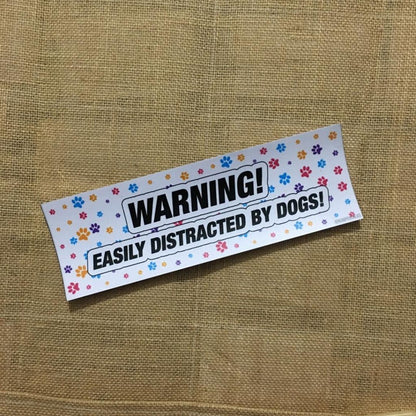 WARNING!
EASILY DISTRACTED BY DOGS!